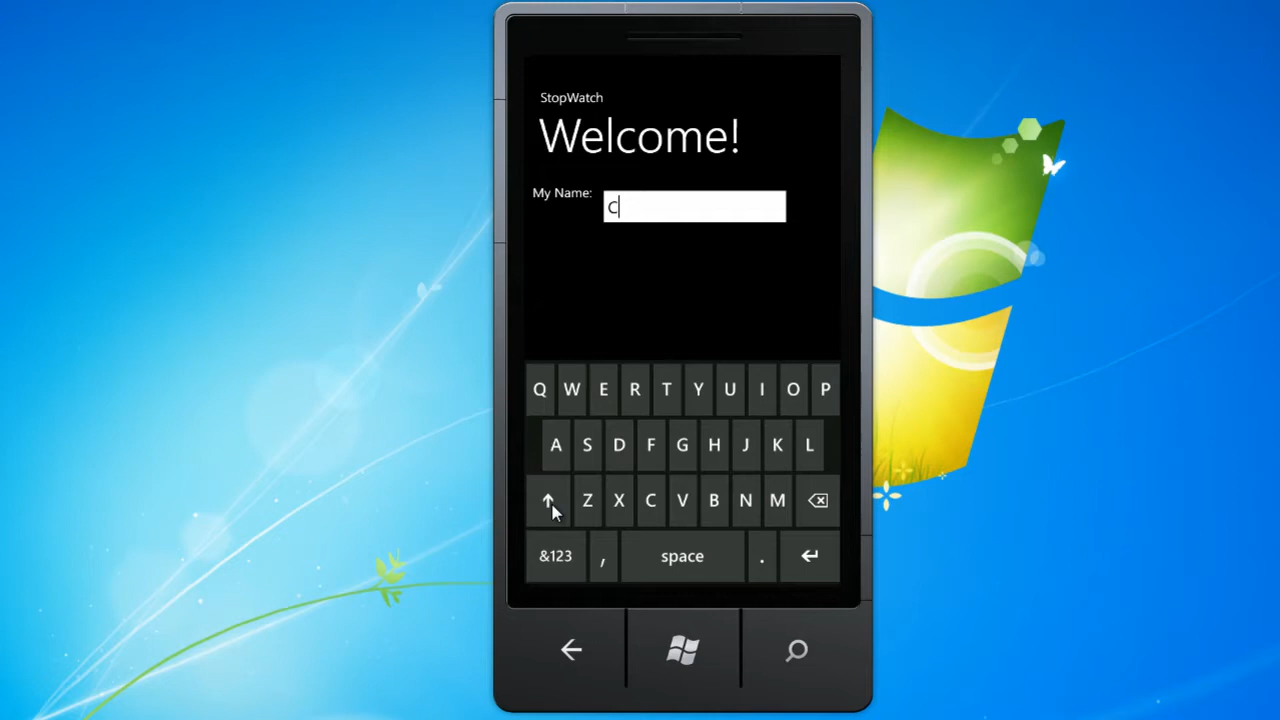 StopWatch
Welcome!
My Name: C
Q W E R T Y U I O P
A S D F G H J K L
Z X C V B N M
&123 , space .